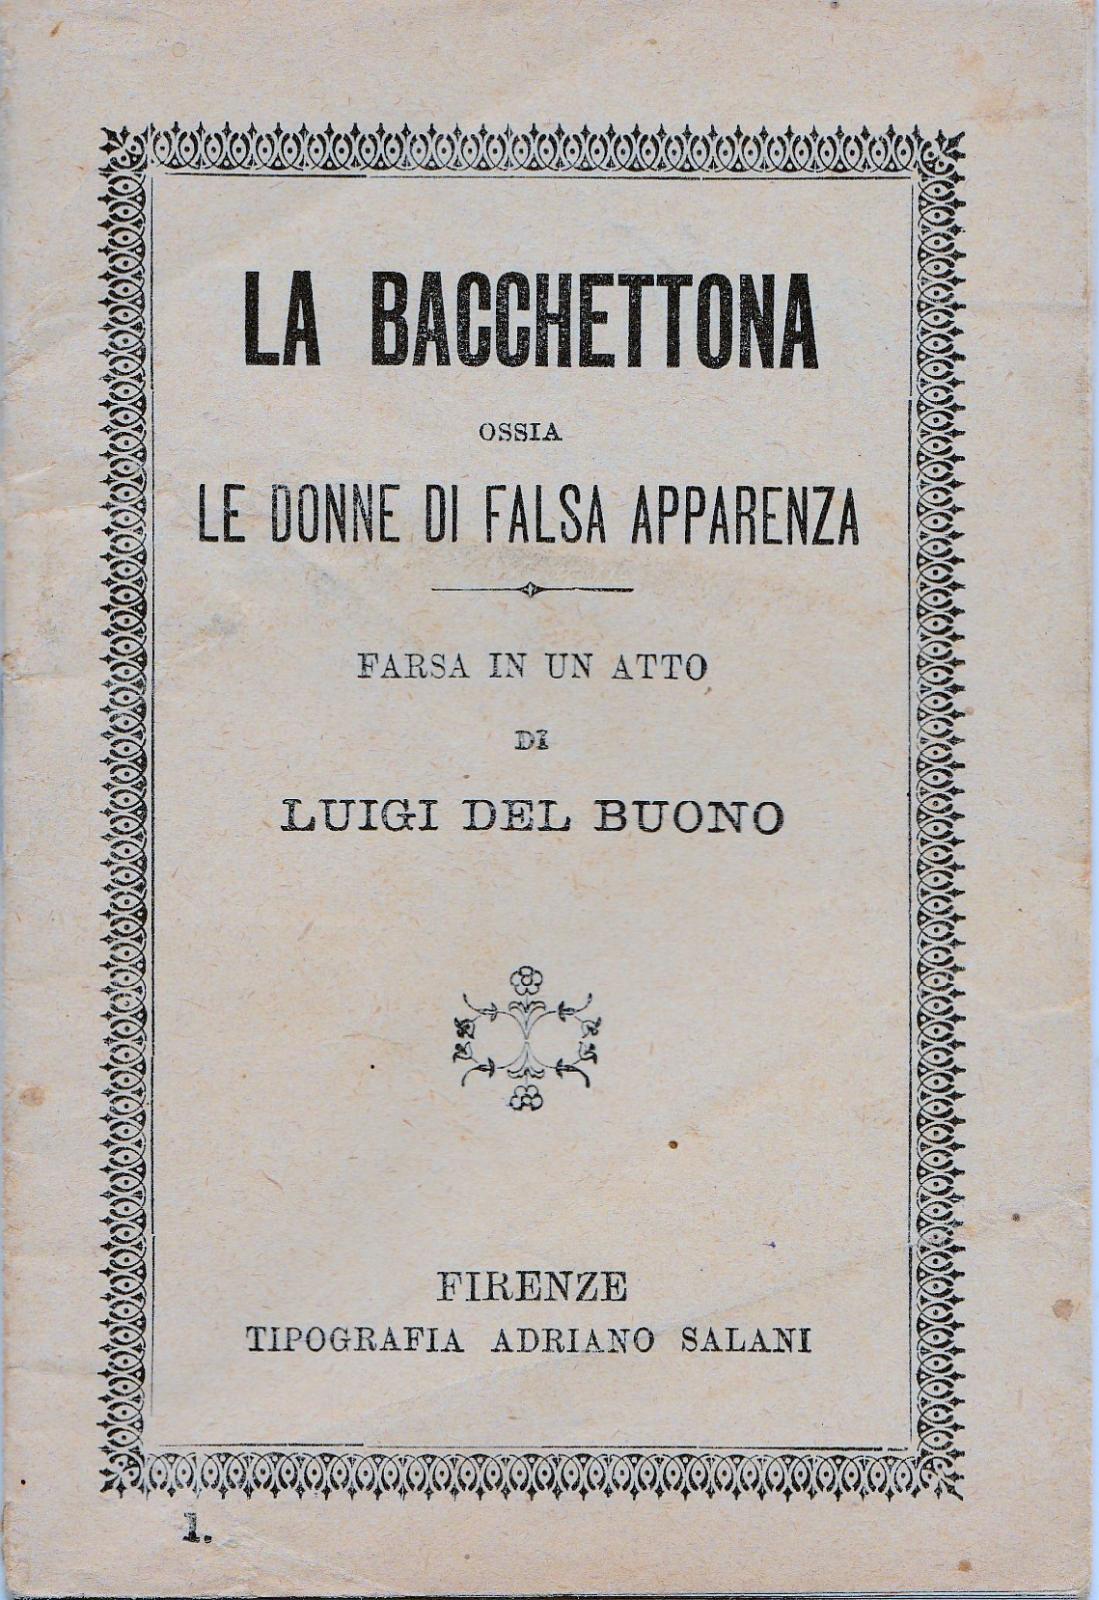 LA BACCHETTONA
OSSIA
LE DONNE DI FALSA APPARENZA
FARSA IN UN ATTO
DI
LUIGI DEL BUONO
FIRENZE
TIPOGRAFIA ADRIANO SALANI
1.